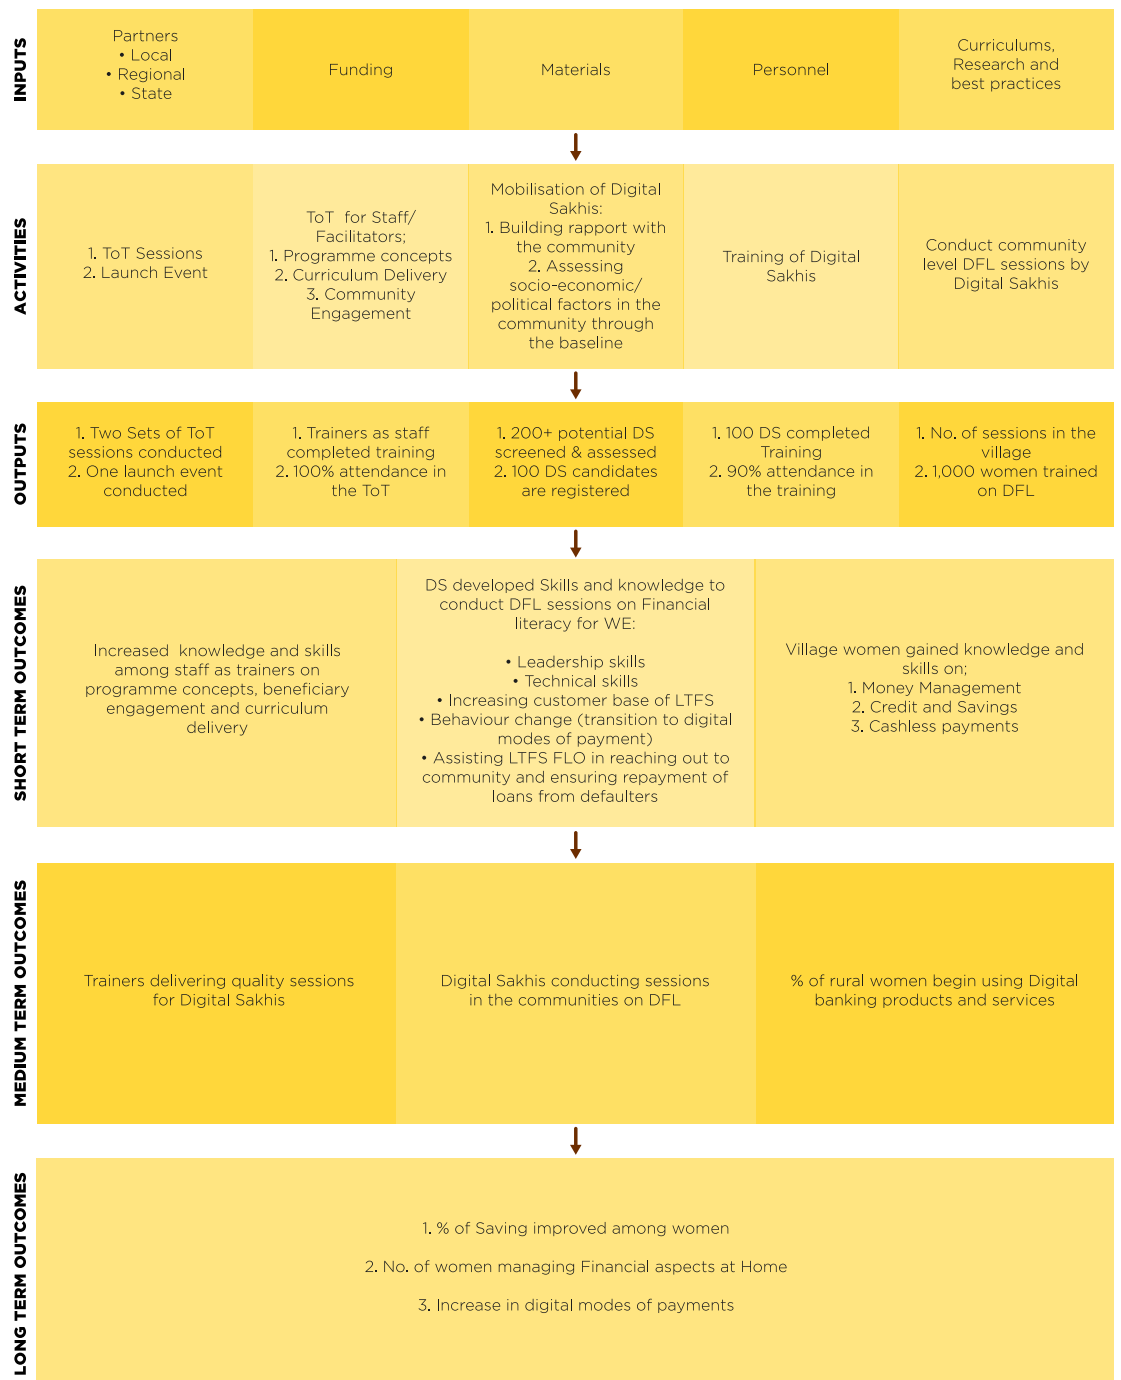 INPUTS
Partners
• Local
• Regional
• State
Funding
Materials
Personnel
Curriculums,
Research and
best practices
ACTIVITIES
1. ToT Sessions
2. Launch Event
ToT for Staff/
Facilitators;
1. Programme concepts
2. Curriculum Delivery
3. Community
Engagement
Mobilisation of Digital
Sakhis:
1. Building rapport with
the community
2. Assessing
socio-economic/
political factors in the
community through
the baseline
Training of Digital
Sakhis
Conduct community
level DFL sessions by
Digital Sakhis
OUTPUTS
1. Two Sets of ToT
sessions conducted
2. One launch event
conducted
1. Trainers as staff
completed training
2. 100% attendance in
the ToT
1. 200+ potential DS
screened & assessed
2. 100 DS candidates
are registered
1. 100 DS completed
Training
2. 90% attendance in
the training
1. No. of sessions in the
village
2. 1,000 women trained
on DFL
SHORT TERM OUTCOMES
Increased knowledge and skills
among staff as trainers on
programme concepts, beneficiary
engagement and curriculum
delivery
DS developed Skills and knowledge to
conduct DFL sessions on Financial
literacy for WE:
• Leadership skills
• Technical skills
• Increasing customer base of LTFS
• Behaviour change (transition to digital
modes of payment)
• Assisting LTFS FLO in reaching out to
community and ensuring repayment of
loans from defaulters
Village women gained knowledge and
skills on;
1. Money Management
2. Credit and Savings
3. Cashless payments
MEDIUM TERM OUTCOMES
Trainers delivering quality sessions
for Digital Sakhis
Digital Sakhis conducting sessions
in the communities on DFL
% of rural women begin using Digital
banking products and services
LONG TERM OUTCOMES
1. % of Saving improved among women
2. No. of women managing Financial aspects at Home
3. Increase in digital modes of payments